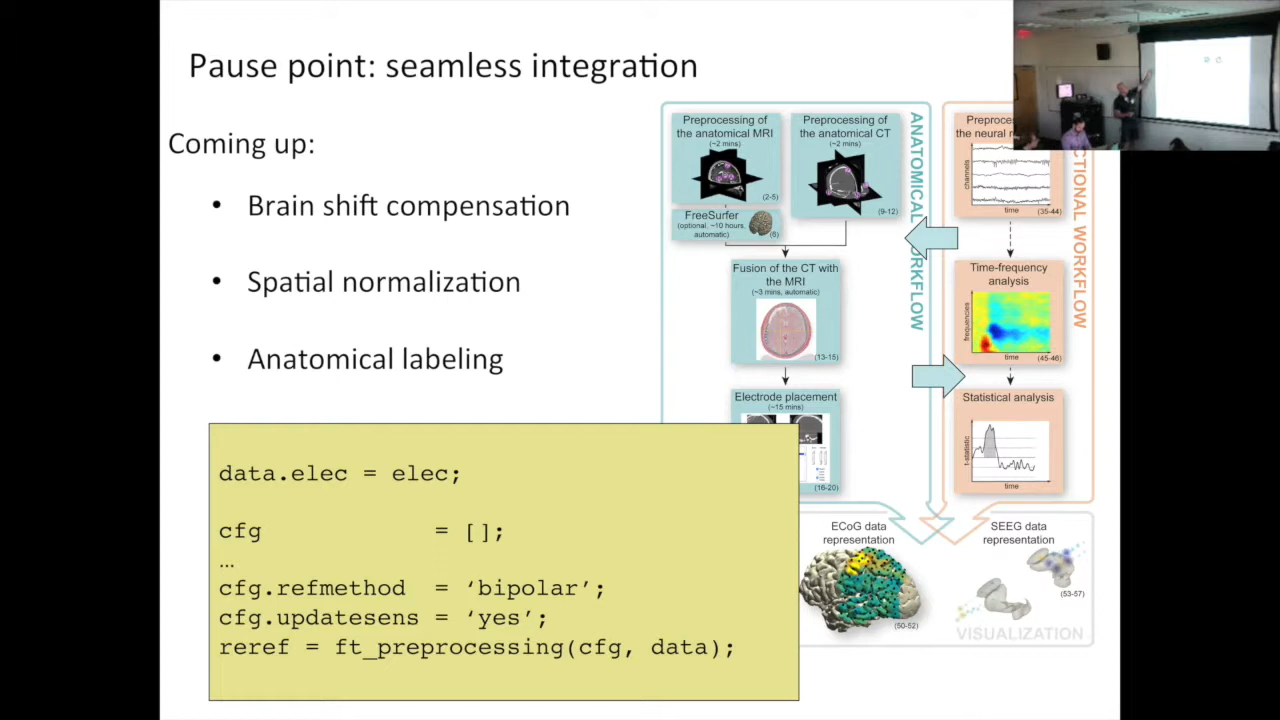 Pause point: seamless integration
Coming up:
• Brain shift compensation
• Spatial normalization
• Anatomical labeling
data.elec = elec;
cfg = [];
…
cfg.refmethod = ‘bipolar’;
cfg.updatesens = ‘yes’;
reref = ft_preprocessing(cfg, data);
Preprocessing of
the anatomical MRI
(~2 mins)
(2-5)
FreeSurfer
(optional, ~10 hours,
automatic)
(6)
Preprocessing of
the anatomical CT
(~2 mins)
(9-12)
Fusion of the CT with
the MRI
(~3 mins, automatic)
(13-15)
Electrode placement
(~15 mins)
(16-20)
ANATOMICAL WORKFLOW
the neural
channels
time
(35-44)
Time-frequency
analysis
frequencies
time
(45-46)
Statistical analysis
t-statistic
time
WORKFLOW
ECoG data
representation
(50-52)
SEEG data
representation
(53-57)
VISUALIZATION